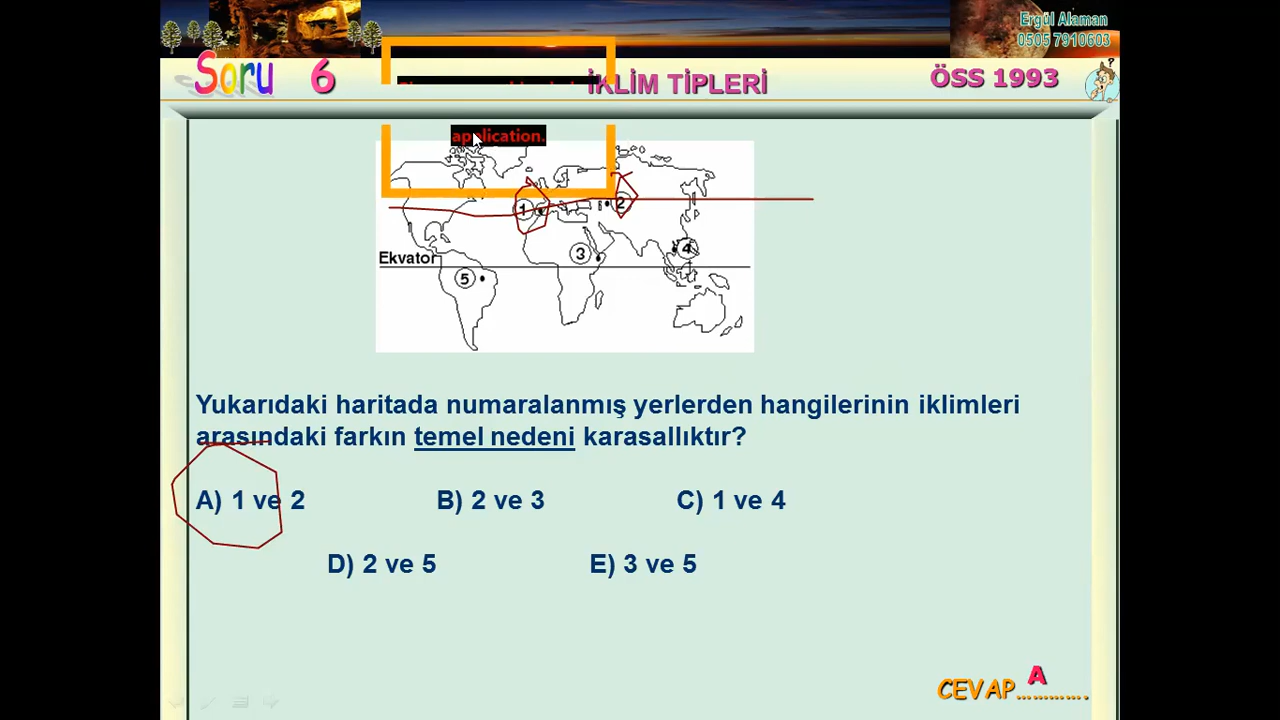 Ergül Alaman
0505 7910603
Soru 6
İKLİM TİPLERİ
ÖSS 1993
application.
1
2
3
4
Ekvator
5
Yukarıdaki haritada numaralanmış yerlerden hangilerinin iklimleri
arasındaki farkın temel nedeni karasallıktır?
A) 1 ve 2 B) 2 ve 3 C) 1 ve 4
D) 2 ve 5 E) 3 ve 5
CEVAP A